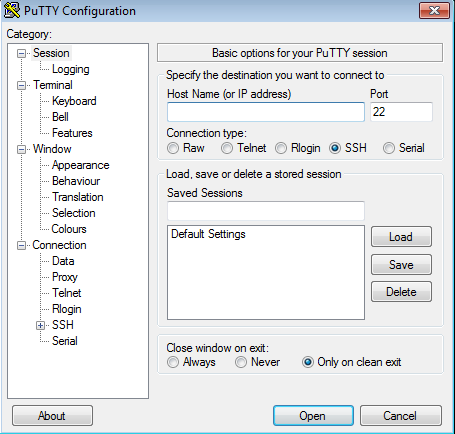 PuTTY Configuration
Category:
Session
Logging
Terminal
Keyboard
Bell
Features
Window
Appearance
Behaviour
Translation
Selection
Colours
Connection
Data
Proxy
Telnet
Rlogin
SSH
Serial
Basic options for your PuTTY session
Specify the destination you want to connect to
Host Name (or IP address) Port
22
Connection type:
Raw Telnet Rlogin SSH Serial
Load, save or delete a stored session
Saved Sessions
Default Settings
Load
Save
Delete
Close window on exit:
Always Never Only on clean exit
About Open Cancel